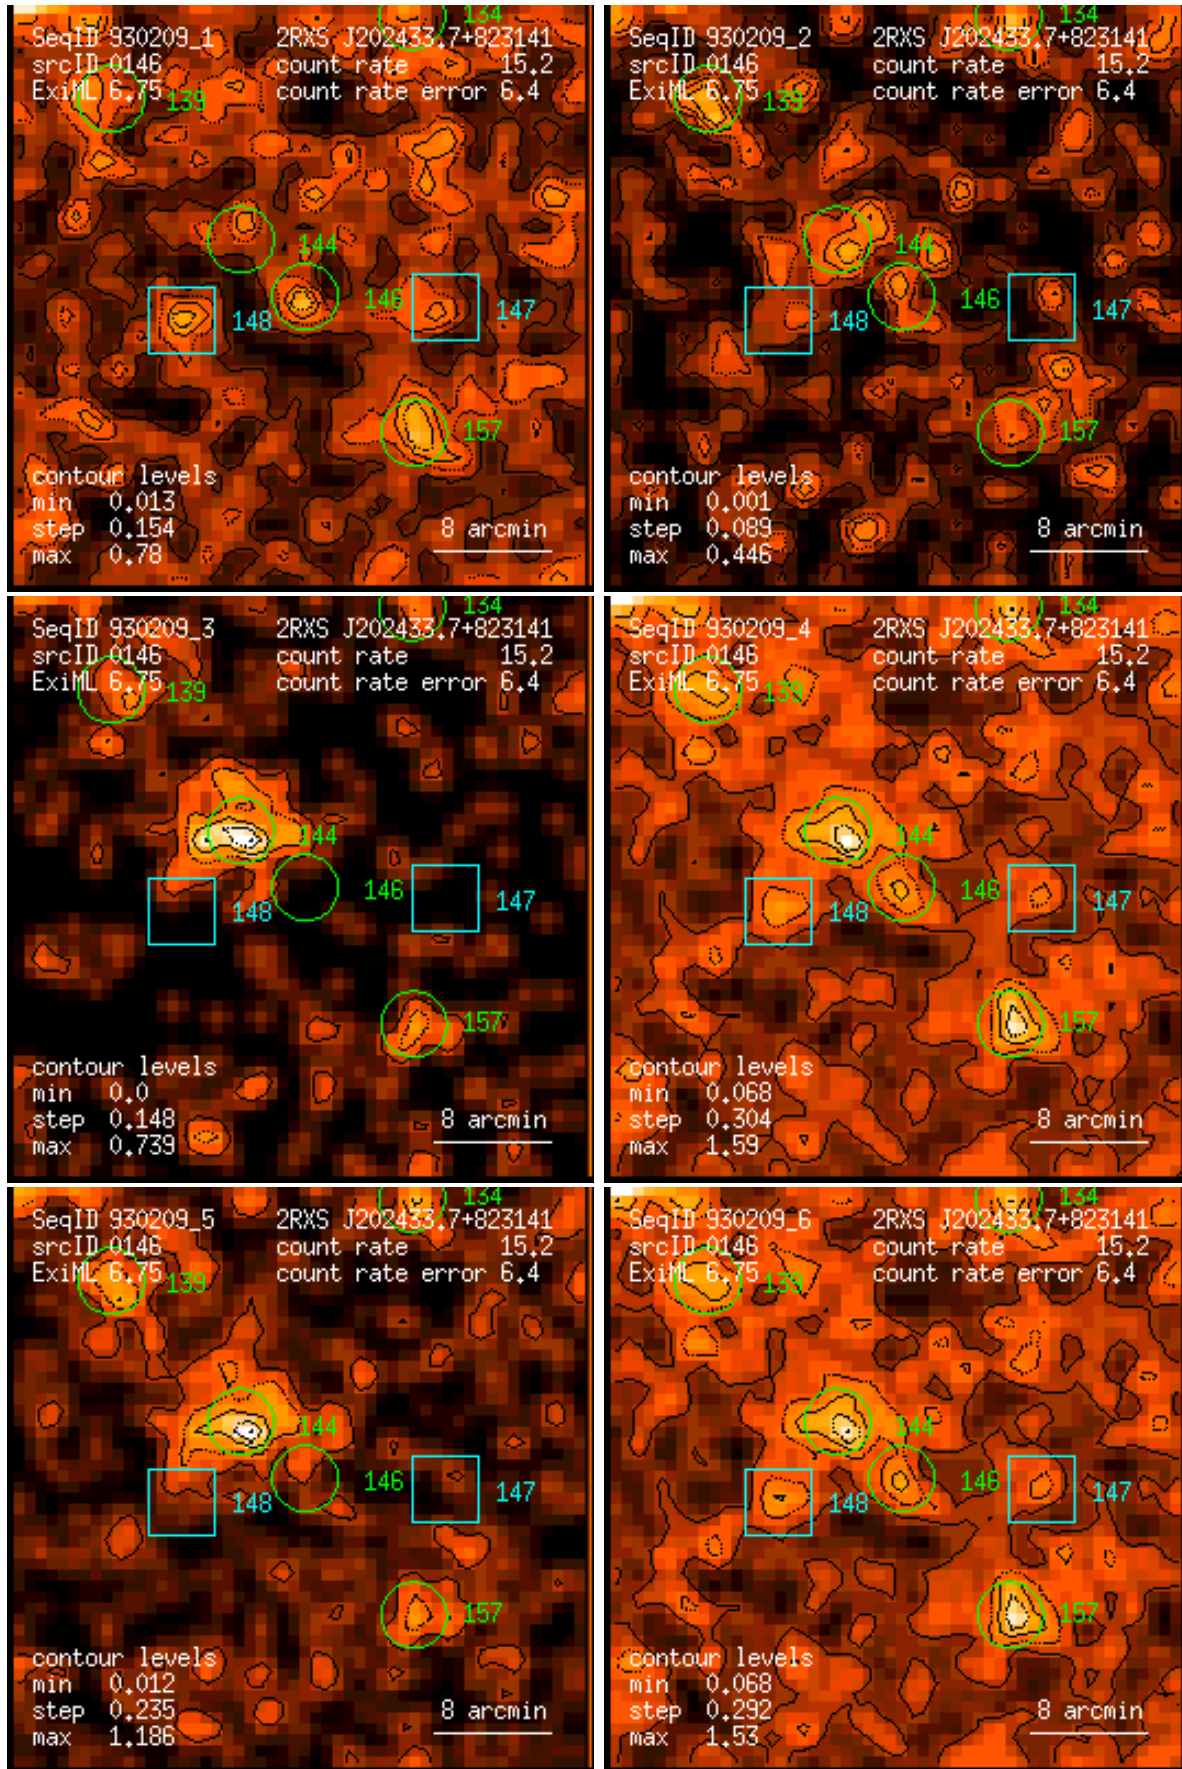 134
SeqID 930209_1 2RXS J202433.7+823141
srcID 0146 count rate 15.2
ExiML 6.75 139 count rate error 6.4
144
146
148 147
157
contour levels
min 0.013
step 0.154 8 arcmin
max 0.78
134
SeqID 930209_2 2RXS J202433.7+823141
srcID 0146 count rate 15.2
ExiML 6.75 139 count rate error 6.4
144
146
148 147
157
contour levels
min 0.001
step 0.089 8 arcmin
max 0.446
134
SeqID 930209_3 2RXS J202433.7+823141
srcID 0146 count rate 15.2
ExiML 6.75 139 count rate error 6.4
144
146
148 147
157
contour levels
min 0.0
step 0.148 8 arcmin
max 0.739
134
SeqID 930209_4 2RXS J202433.7+823141
srcID 0146 count rate 15.2
ExiML 6.75 139 count rate error 6.4
144
146
148 147
157
contour levels
min 0.068
step 0.304 8 arcmin
max 1.59
134
SeqID 930209_5 2RXS J202433.7+823141
srcID 0146 count rate 15.2
ExiML 6.75 139 count rate error 6.4
144
146
148 147
157
contour levels
min 0.012
step 0.235 8 arcmin
max 1.186
134
SeqID 930209_6 2RXS J202433.7+823141
srcID 0146 count rate 15.2
ExiML 6.75 139 count rate error 6.4
144
146
148 147
157
contour levels
min 0.068
step 0.292 8 arcmin
max 1.53